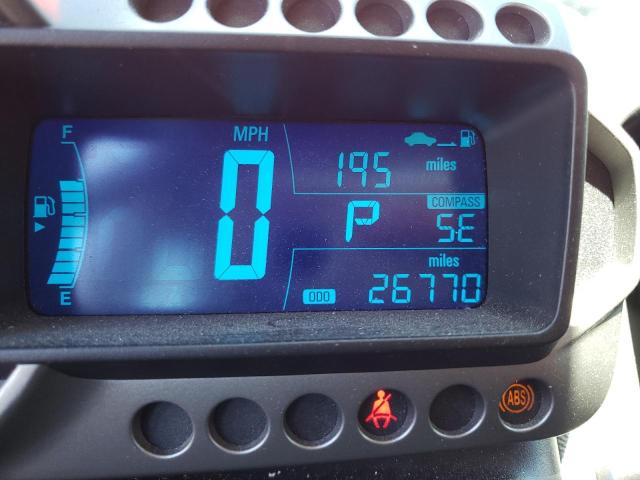 F
MPH
195
miles
0
P
COMPASS
SE
E
miles
ODO
26770
ABS